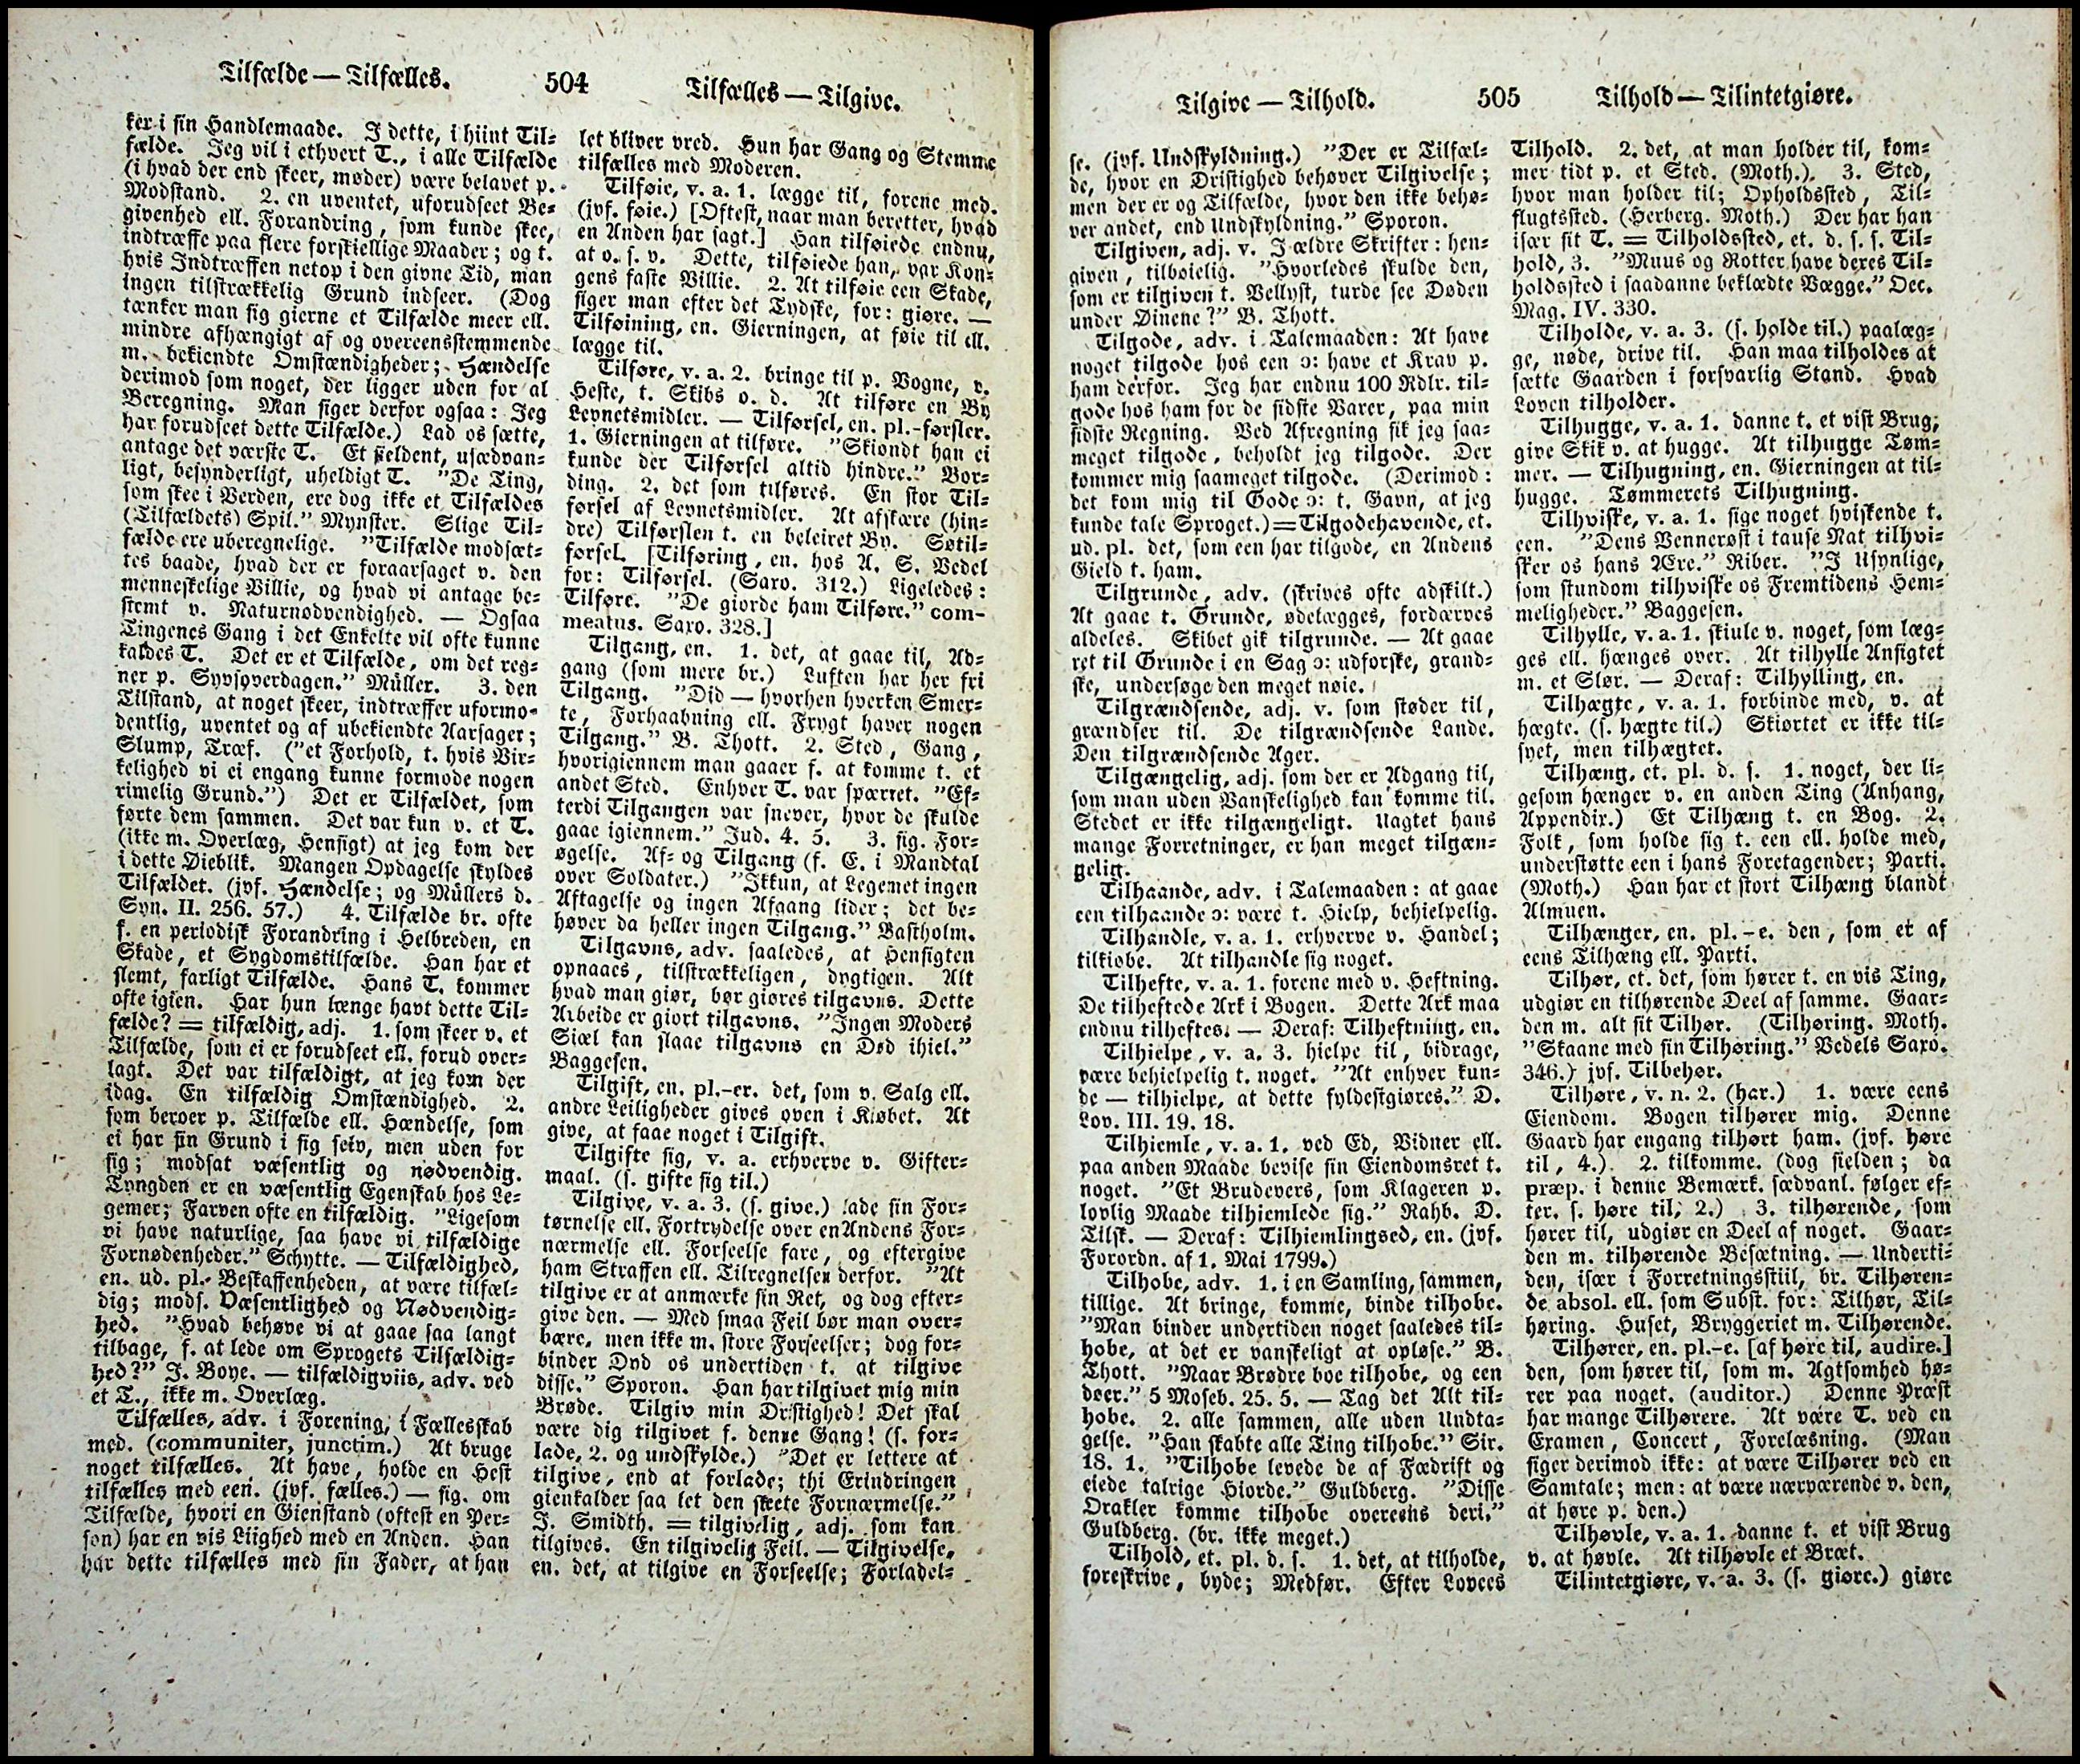 Tilfælde — Tilfælles.
504
Tilfælles — Tilgive.
ker i sin Handlemaade. I dette, i hiint Til-
fælde. Jeg vil i ethvert T., i alle Tilfælde
(i hvad der end skeer, møder) være belavet p.
Modstand. 2. en uventet, uforudseet Be-
givenhed ell. Forandring, som kunde skee,
indtræffe paa flere forskiellige Maader; og t.
hvis Indtræffen netop i den givne Tid, man
ingen tilstrækkelig Grund indseer. (Dog
tænker man sig gierne et Tilfælde meer ell.
mindre afhængigt af og overeensstemmende
m. bekiendte Omstændigheder; Hændelse
derimod som noget, der ligger uden for al
Beregning. Man siger derfor ogsaa: Jeg
har forudseet dette Tilfælde.) Lad os sætte,
antage det værste T. Et sieldent, usædvan-
ligt, besynderligt, uheldigt T. "De Ting,
som skee i Verden, ere dog ikke et Tilfældes
(Tilfældets) Spil." Mynster. Slige Til-
fælde ere uberegnelige. "Tilfælde modsæt-
tes baade, hvad der er foraarsaget v. den
menneskelige Villie, og hvad vi antage be-
stemt v. Naturnødvendighed. — Ogsaa
Tingenes Gang i det Enkelte vil ofte kunne
kaldes T. Det er et Tilfælde, om det reg-
ner p. Syvsoverdagen." Müller. 3. den
Tilstand, at noget skeer, indtræffer uformo-
dentlig, uventet og af ubekiendte Aarsager;
Slump, Træf. ("et Forhold, t. hvis Vir-
kelighed vi ei engang kunne formode nogen
rimelig Grund.") Det er Tilfældet, som
førte dem sammen. Det var kun v. et T.
(ikke m. Overlæg, Hensigt) at jeg kom der
i dette Øieblik. Mangen Opdagelse skyldes
Tilfældet. (jvf. Hændelse; og Müllers d.
Syn. II. 256. 57.) 4. Tilfælde br. ofte
f. en periodisk Forandring i Helbreden, en
Skade, et Sygdomstilfælde. Han har et
slemt, farligt Tilfælde. Hans T. kommer
ofte igien. Har hun længe havt dette Til-
fælde? = tilfældig, adj. 1. som skeer v. et
Tilfælde, som ei er forudseet ell. forud over-
lagt. Det var tilfældigt, at jeg kom der
idag. En tilfældig Omstændighed. 2.
som beroer p. Tilfælde ell. Hændelse, som
ei har sin Grund i sig selv, men uden for
sig; modsat væsentlig og nødvendig.
Tyngden er en væsentlig Egenskab hos Le-
gemer; Farven ofte en tilfældig. "Ligesom
vi have naturlige, saa have vi tilfældige
Fornødenheder." Schytte. — Tilfældighed,
en. ud. pl. Beskaffenheden, at være tilfæl-
dig; mods. Væsentlighed og Nødvendig-
hed. "Hvad behøve vi at gaae saa langt
tilbage, f. at lede om Sprogets Tilfældig-
hed?" J. Boye. — tilfældigviis, adv. ved
et T., ikke m. Overlæg.
Tilfælles, adv. i Forening, i Fællesskab
med. (communiter, junctim.) At bruge
noget tilfælles. At have, holde en Hest
tilfælles med een. (jvf. fælles.) — fig. om
Tilfælde, hvori en Gienstand (oftest en Per-
son) har en vis Liighed med en Anden. Han
har dette tilfælles med sin Fader, at han
let bliver vred. Hun har Gang og Stemme
tilfælles med Moderen.
Tilføie, v. a. 1. lægge til, forene med.
(jvf. føie.) [Oftest, naar man beretter, hvad
en Anden har sagt.] Han tilføiede endnu,
at o. s. v. Dette, tilføiede han, var Kon-
gens faste Villie. 2. At tilføie een Skade,
siger man efter det Tydske, for: giøre. —
Tilføining, en. Gierningen, at føie til ell.
lægge til.
Tilføre, v. a. 2. bringe til p. Vogne, v.
Heste, t. Skibs o. d. At tilføre en By
Levnetsmidler. — Tilførsel, en. pl.-førsler.
1. Gierningen at tilføre. "Skiøndt han ei
kunde der Tilførsel altid hindre." Bor-
ding. 2. det som tilføres. En stor Til-
førsel af Levnetsmidler. At afskære (hin-
dre) Tilførslen t. en beleiret By. Søtil-
førsel. [Tilføring, en. hos A. S. Vedel
for: Tilførsel. (Saxo. 312.) Ligeledes:
Tilføre. "De giorde ham Tilføre." com-
meatus. Saxo. 328.]
Tilgang, en. 1. det, at gaae til, Ad-
gang (som mere br.) Luften har her fri
Tilgang. "Did — hvorhen hverken Smer-
te, Forhaabning ell. Frygt haver nogen
Tilgang." B. Thott. 2. Sted, Gang,
hvorigiennem man gaaer f. at komme t. et
andet Sted. Enhver T. var spærret. "Ef-
terdi Tilgangen var snever, hvor de skulde
gaae igiennem." Jud. 4. 5. 3. fig. For-
øgelse. Af- og Tilgang (f. E. i Mandtal
over Soldater.) "Ikkun, at Legemet ingen
Aftagelse og ingen Afgang lider; det be-
høver da heller ingen Tilgang." Bastholm.
Tilgavns, adv. saaledes, at Hensigten
opnaaes, tilstrækkeligen, dygtigen. Alt
hvad man giør, bør giøres tilgavns. Dette
Arbeide er giort tilgavns. "Ingen Moders
Siæl kan slaae tilgavns en Død ihiel."
Baggesen.
Tilgift, en. pl.-er. det, som v. Salg ell.
andre Leiligheder gives oven i Kiøbet. At
give, at faae noget i Tilgift.
Tilgifte sig, v. a. erhverve v. Gifter-
maal. (s. gifte sig til.)
Tilgive, v. a. 3. (s. give.) lade sin For-
tørnelse ell. Fortrydelse over en Andens For-
nærmelse ell. Forseelse fare, og eftergive
ham Straffen ell. Tilregnelsen derfor. "At
tilgive er at anmærke sin Ret, og dog efter-
give den. — Med smaa Feil bør man over-
bære, men ikke m. store Forseelser; dog for-
binder Dyd os undertiden t. at tilgive
disse." Sporon. Han har tilgivet mig min
Brøde. Tilgiv min Dristighed! Det skal
være dig tilgivet f. denne Gang! (s. for-
lade, 2. og undskylde.) "Det er lettere at
tilgive, end at forlade; thi Erindringen
gienkalder saa let den skeete Fornærmelse."
J. Smidth. = tilgivelig, adj. som kan
tilgives. En tilgivelig Feil. — Tilgivelse,
en. det, at tilgive en Forseelse; Forladel-
Tilgive — Tilhold.
505
Tilhold — Tilintetgiøre.
se. (jvf. Undskyldning.) "Der er Tilfæl-
de, hvor en Dristighed behøver Tilgivelse;
men der er og Tilfælde, hvor den ikke behø-
ver andet, end Undskyldning." Sporon.
Tilgiven, adj. v. I ældre Skrifter: hen-
given, tilbøielig. "Hvorledes skulde den,
som er tilgiven t. Vellyst, turde see Døden
under Øinene?" B. Thott.
Tilgode, adv. i Talemaaden: At have
noget tilgode hos een ɔ: have et Krav p.
ham derfor. Jeg har endnu 100 Rdlr. til-
gode hos ham for de sidste Varer, paa min
sidste Regning. Ved Afregning fik jeg saa-
meget tilgode, beholdt jeg tilgode. Der
kommer mig saameget tilgode. (Derimod:
det kom mig til Gode ɔ: t. Gavn, at jeg
kunde tale Sproget.) = Tilgodehavende, et.
ud. pl. det, som een har tilgode, en Andens
Gield t. ham.
Tilgrunde, adv. (skrives ofte adskilt.)
At gaae t. Grunde, ødelægges, fordærves
aldeles. Skibet gik tilgrunde. — At gaae
ret til Grunde i en Sag ɔ: udforske, grand-
ske, undersøge den meget nøie.
Tilgrændsende, adj. v. som støder til,
grændser til. De tilgrændsende Lande.
Den tilgrændsende Ager.
Tilgængelig, adj. som der er Adgang til,
som man uden Vanskelighed kan komme til.
Stedet er ikke tilgængeligt. Uagtet hans
mange Forretninger, er han meget tilgæn-
gelig.
Tilhaande, adv. i Talemaaden: at gaae
een tilhaande ɔ: være t. Hielp, behielpelig.
Tilhandle, v. a. 1. erhverve v. Handel;
tilkiøbe. At tilhandle sig noget.
Tilhefte, v. a. 1. forene med v. Heftning.
De tilheftede Ark i Bogen. Dette Ark maa
endnu tilheftes. — Deraf: Tilheftning, en.
Tilhielpe, v. a. 3. hielpe til, bidrage,
være behielpelig t. noget. "At enhver kun-
de — tilhielpe, at dette fyldestgiøres." D.
Lov. III. 19. 18.
Tilhiemle, v. a. 1. ved Ed, Vidner ell.
paa anden Maade bevise sin Eiendomsret t.
noget. "Et Brudevers, som Klageren p.
lovlig Maade tilhiemlede sig." Rahb. D.
Tilsk. — Deraf: Tilhiemlingsed, en. (jvf.
Forordn. af 1. Mai 1799.)
Tilhobe, adv. 1. i en Samling, sammen,
tillige. At bringe, komme, binde tilhobe.
"Man binder undertiden noget saaledes til-
hobe, at det er vanskeligt at opløse." B.
Thott. "Naar Brødre boe tilhobe, og een
døer." 5 Moseb. 25. 5. — Tag det Alt til-
hobe. 2. alle sammen, alle uden Undta-
gelse. "Han skabte alle Ting tilhobe." Sir.
18. 1. "Tilhobe levede de af Fædrift og
eiede talrige Hiorde." Guldberg. "Disse
Orakler komme tilhobe overeens deri."
Guldberg. (br. ikke meget.)
Tilhold, et. pl. d. s. 1. det, at tilholde,
foreskrive, byde; Medfør. Efter Lovens
Tilhold. 2. det, at man holder til, kom-
mer tidt p. et Sted. (Moth.). 3. Sted,
hvor man holder til; Opholdssted, Til-
flugtssted. (Herberg. Moth.) Der har han
især sit T. = Tilholdssted, et. d. s. s. Til-
hold, 3. "Muus og Rotter have deres Til-
holdssted i saadanne beklædte Vægge." Oec.
Mag. IV. 330.
Tilholde, v. a. 3. (s. holde til.) paalæg-
ge, nøde, drive til. Han maa tilholdes at
sætte Gaarden i forsvarlig Stand. Hvad
Loven tilholder.
Tilhugge, v. a. 1. danne t. et vist Brug;
give Skik v. at hugge. At tilhugge Tøm-
mer. — Tilhugning, en. Gierningen at til-
hugge. Tømmerets Tilhugning.
Tilhviske, v. a. 1. sige noget hviskende t.
een. "Dens Vennerøst i tause Nat tilhvi-
sker os hans Ære." Riber. "I Usynlige,
som stundom tilhviske os Fremtidens Hem-
meligheder." Baggesen.
Tilhylle, v. a. 1. skiule v. noget, som læg-
ges ell. hænges over. At tilhylle Ansigtet
m. et Slør. — Deraf: Tilhylling, en.
Tilhægte, v. a. 1. forbinde med, v. at
hægte. (s. hægte til.) Skiørtet er ikke til-
syet, men tilhægtet.
Tilhæng, et. pl. d. s. 1. noget, der li-
gesom hænger v. en anden Ting (Anhang,
Appendix.) Et Tilhæng t. en Bog. 2.
Folk, som holde sig t. een ell. holde med,
understøtte een i hans Foretagender; Parti.
(Moth.) Han har et stort Tilhæng blandt
Almuen.
Tilhænger, en. pl.-e. den, som er af
eens Tilhæng ell. Parti.
Tilhør, et. det, som hører t. en vis Ting,
udgiør en tilhørende Deel af samme. Gaar-
den m. alt sit Tilhør. (Tilhøring. Moth.
"Skaane med sin Tilhøring." Vedels Saxo.
346.) jvf. Tilbehør.
Tilhøre, v. n. 2. (har.) 1. være eens
Eiendom. Bogen tilhører mig. Denne
Gaard har engang tilhørt ham. (jvf. høre
til, 4.). 2. tilkomme. (dog sielden; da
præp. i denne Bemærk. sædvanl. følger ef-
ter. s. høre til, 2.) 3. tilhørende, som
hører til, udgiør en Deel af noget. Gaar-
den m. tilhørende Besætning. — Underti-
den, især i Forretningsstiil, br. Tilhøren-
de absol. ell. som Subst. for: Tilhør, Til-
høring. Huset, Bryggeriet m. Tilhørende.
Tilhører, en. pl.-e. [af høre til, audire.]
den, som hører til, som m. Agtsomhed hø-
rer paa noget. (auditor.) Denne Præst
har mange Tilhørere. At være T. ved en
Examen, Concert, Forelæsning. (Man
siger derimod ikke: at være Tilhører ved en
Samtale; men: at være nærværende v. den,
at høre p. den.)
Tilhøvle, v. a. 1. danne t. et vist Brug
v. at høvle. At tilhøvle et Bræt.
Tilintetgiøre, v. a. 3. (s. giøre.) giøre